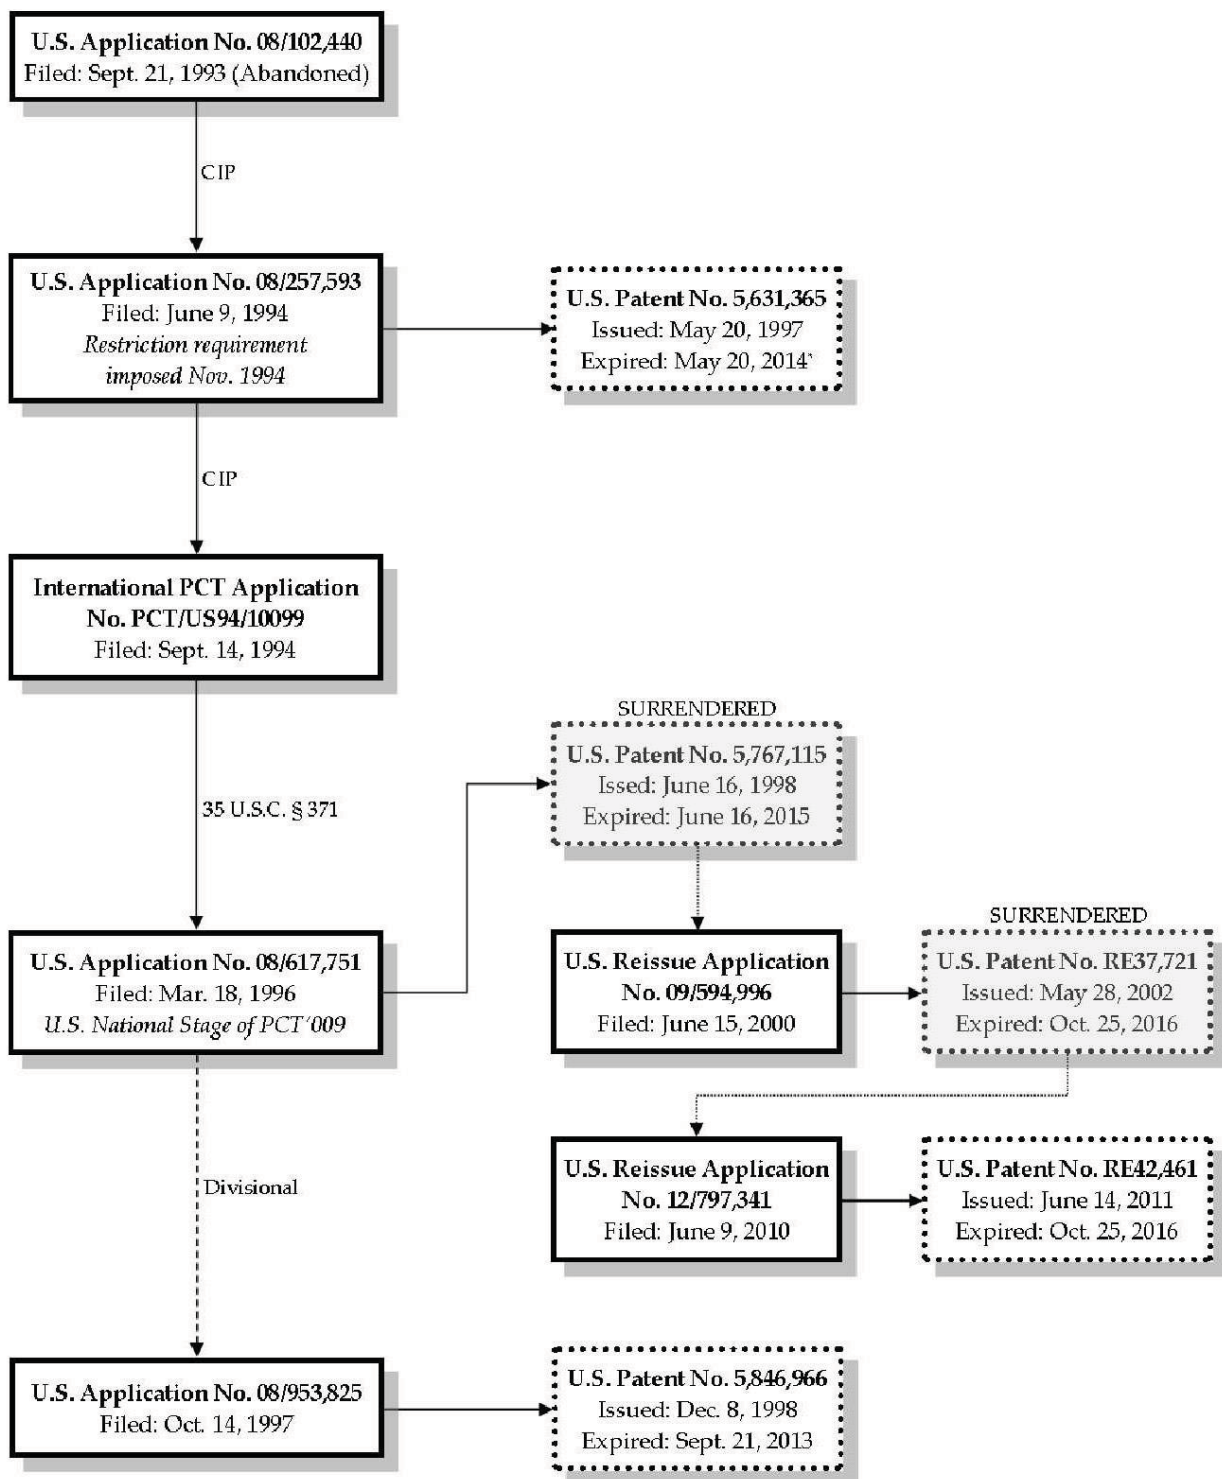 U.S. Application No. 08/102,440
Filed: Sept. 21, 1993 (Abandoned)
CIP
U.S. Application No. 08/257,593
Filed: June 9, 1994
Restriction requirement
imposed Nov. 1994
U.S. Patent No. 5,631,365
Issued: May 20, 1997
Expired: May 20, 2014*
CIP
International PCT Application
No. PCT/US94/10099
Filed: Sept. 14, 1994
35 U.S.C. § 371
SURRENDERED
U.S. Patent No. 5,767,115
Issed: June 16, 1998
Expired: June 16, 2015
U.S. Application No. 08/617,751
Filed: Mar. 18, 1996
U.S. National Stage of PCT'009
U.S. Reissue Application
No. 09/594,996
Filed: June 15, 2000
SURRENDERED
U.S. Patent No. RE37,721
Issued: May 28, 2002
Expired: Oct. 25, 2016
U.S. Reissue Application
No. 12/797,341
Filed: June 9, 2010
U.S. Patent No. RE42,461
Issued: June 14, 2011
Expired: Oct. 25, 2016
Divisional
U.S. Application No. 08/953,825
Filed: Oct. 14, 1997
U.S. Patent No. 5,846,966
Issued: Dec. 8, 1998
Expired: Sept. 21, 2013